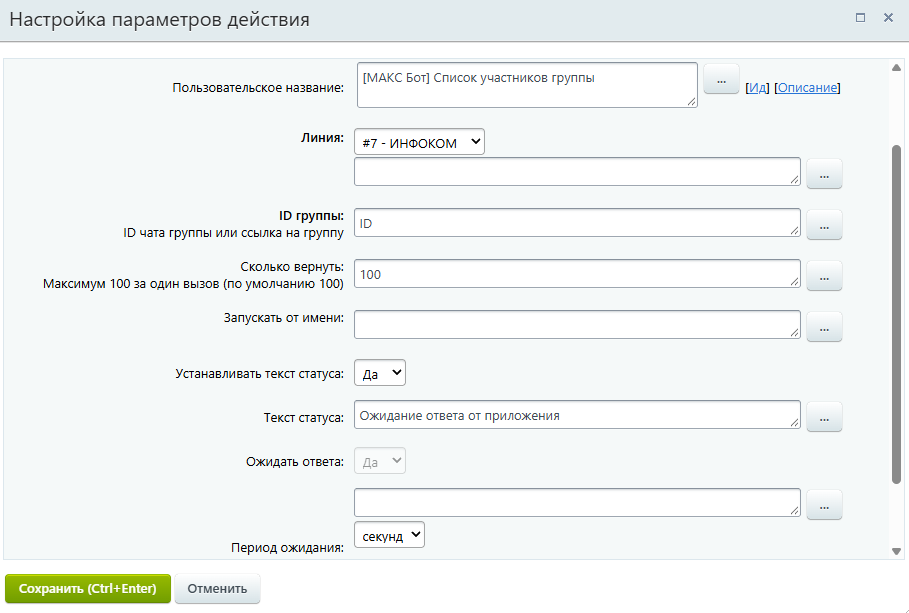 Настройка параметров действия
Пользовательское название:
[МАКС Бот] Список участников группы
...
[Ид] [Описание]
Линия:
#7 - ИНФОКОМ
...
ID группы:
ID чата группы или ссылка на группу
ID
...
Сколько вернуть:
Максимум 100 за один вызов (по умолчанию 100)
100
...
Запускать от имени:
...
Устанавливать текст статуса:
Да
Текст статуса:
Ожидание ответа от приложения
...
Ожидать ответа:
Да
...
Период ожидания:
секунд
Сохранить (Ctrl+Enter)
Отменить